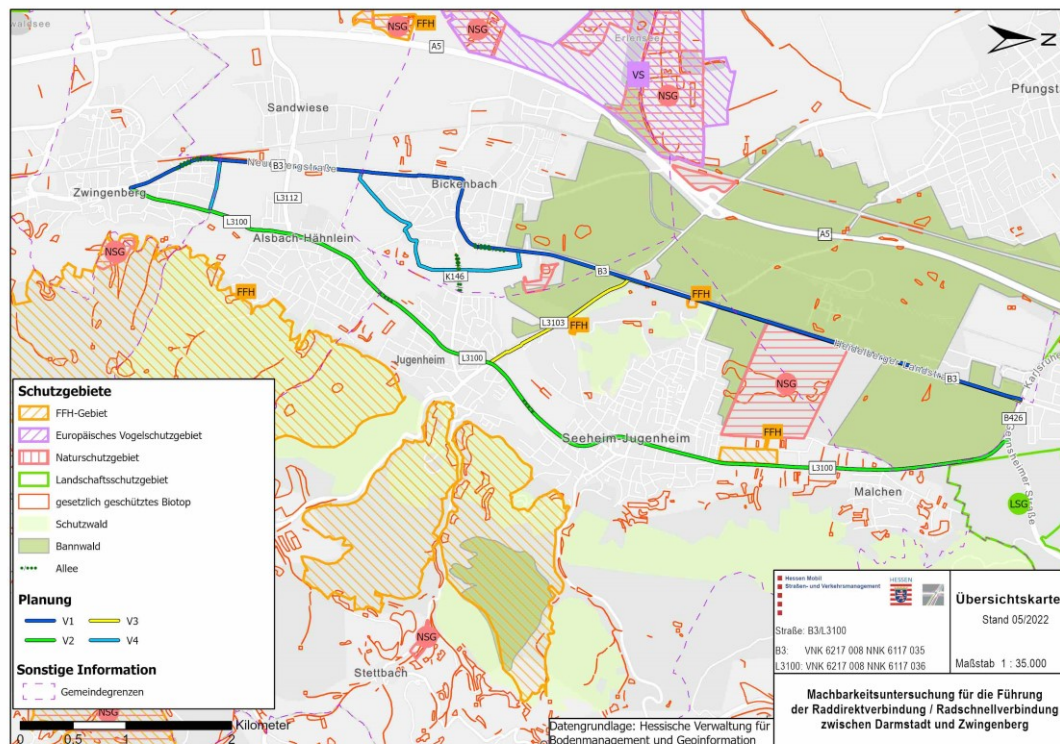 NSG
FFH
NSG
A5
Erlensee
N
VS
NSG
Pfungst
Sandwiese
B3
Bickenbach
Zwingenberg
L3112
L3100
A5
Alsbach-Hähnlein
NSG
K146
B3
FFH
FFH
L3103
FFH
Jugenheim
L3100
NSG
B3
Karlsruhe
B426
Seeheim-Jugenheim
FFH
L3100
Gernsheimer Straße
Malchen
LSG
Schutzgebiete
FFH-Gebiet
Europäisches Vogelschutzgebiet
Naturschutzgebiet
Landschaftsschutzgebiet
gesetzlich geschütztes Biotop
Schutzwald
Bannwald
Allee
Planung
V1
V3
V2
V4
Sonstige Information
Gemeindegrenzen
NSG
Stettbach
NSG
Kilometer
0
0.5
1
2
Datengrundlage: Hessische Verwaltung für
Bodenmanagement und Geoinformation
Hessen Mobil
Straßen- und Verkehrsmanagement
HESSEN
Straße: B3/L3100
B3: VNK 6217 008 NNK 6117 035
L3100: VNK 6217 008 NNK 6117 036
Übersichtskarte
Stand 05/2022
Maßstab 1 : 35.000
Machbarkeitsuntersuchung für die Führung
der Raddirektverbindung / Radschnellverbindung
zwischen Darmstadt und Zwingenberg